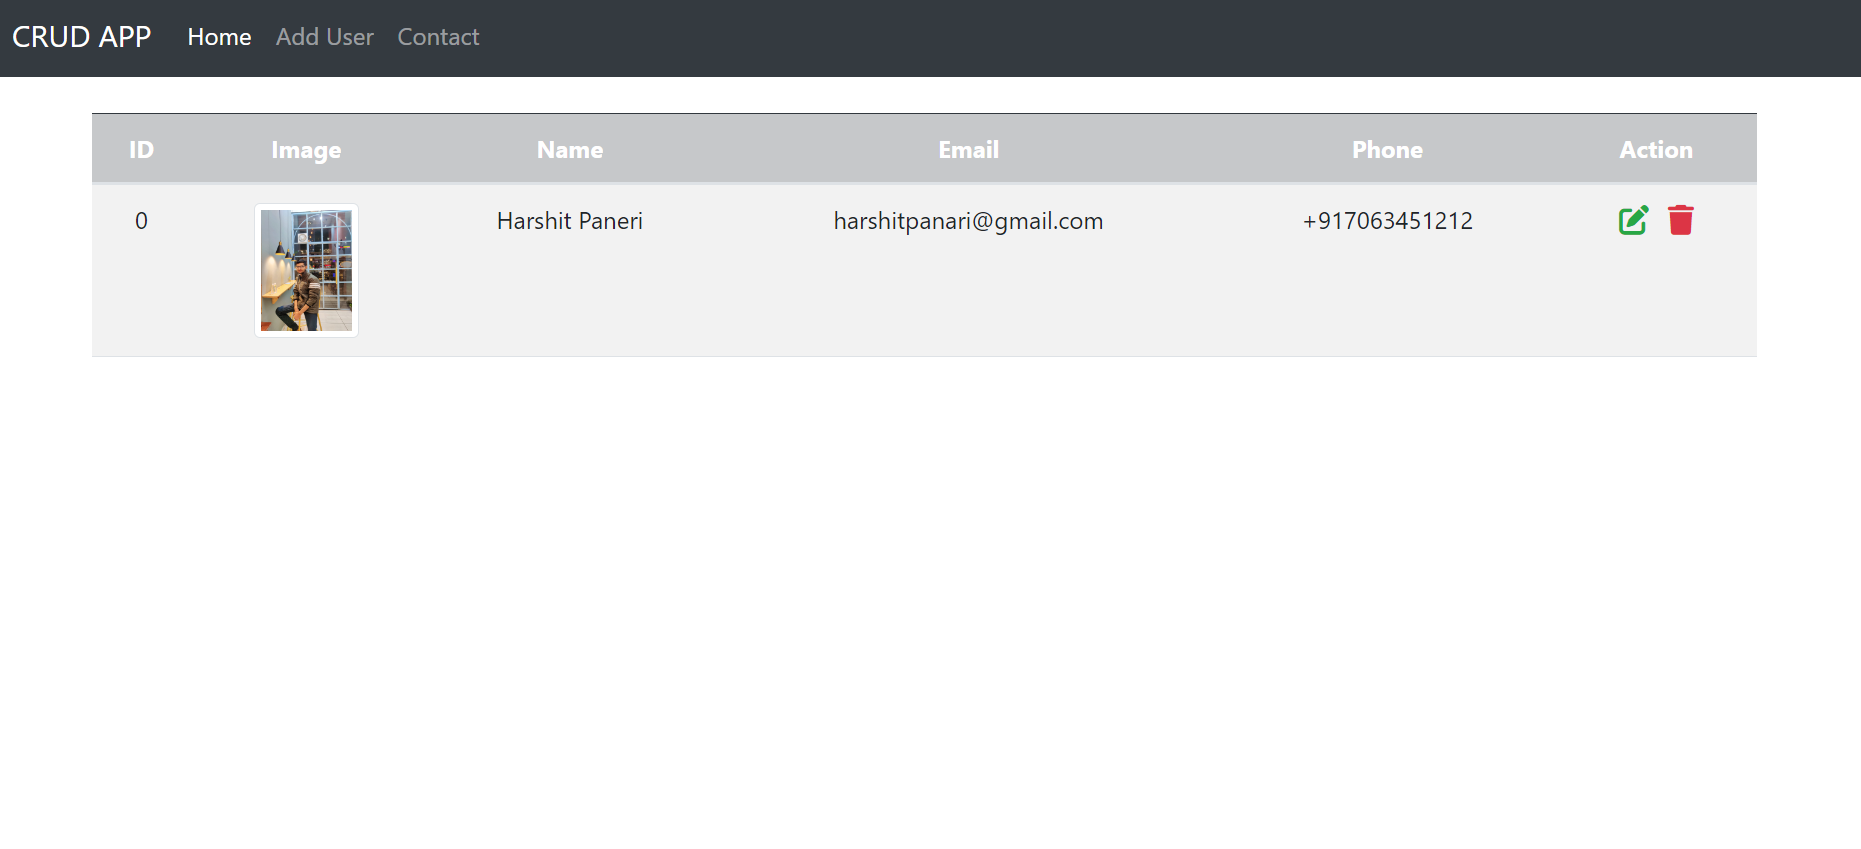 CRUD APP Home Add User Contact
ID Image Name Email Phone Action
0 Harshit Paneri harshitpanari@gmail.com +917063451212